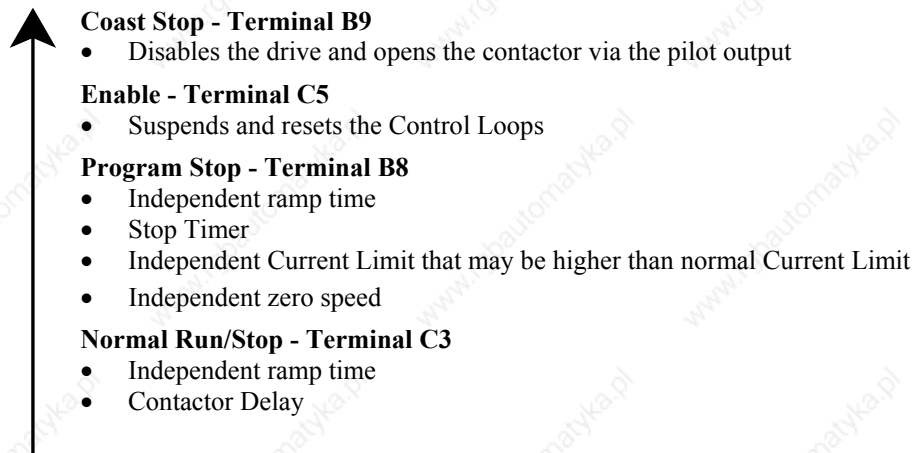 Coast Stop - Terminal B9
• Disables the drive and opens the contactor via the pilot output
Enable - Terminal C5
• Suspends and resets the Control Loops
Program Stop - Terminal B8
• Independent ramp time
• Stop Timer
• Independent Current Limit that may be higher than normal Current Limit
• Independent zero speed
Normal Run/Stop - Terminal C3
• Independent ramp time
• Contactor Delay